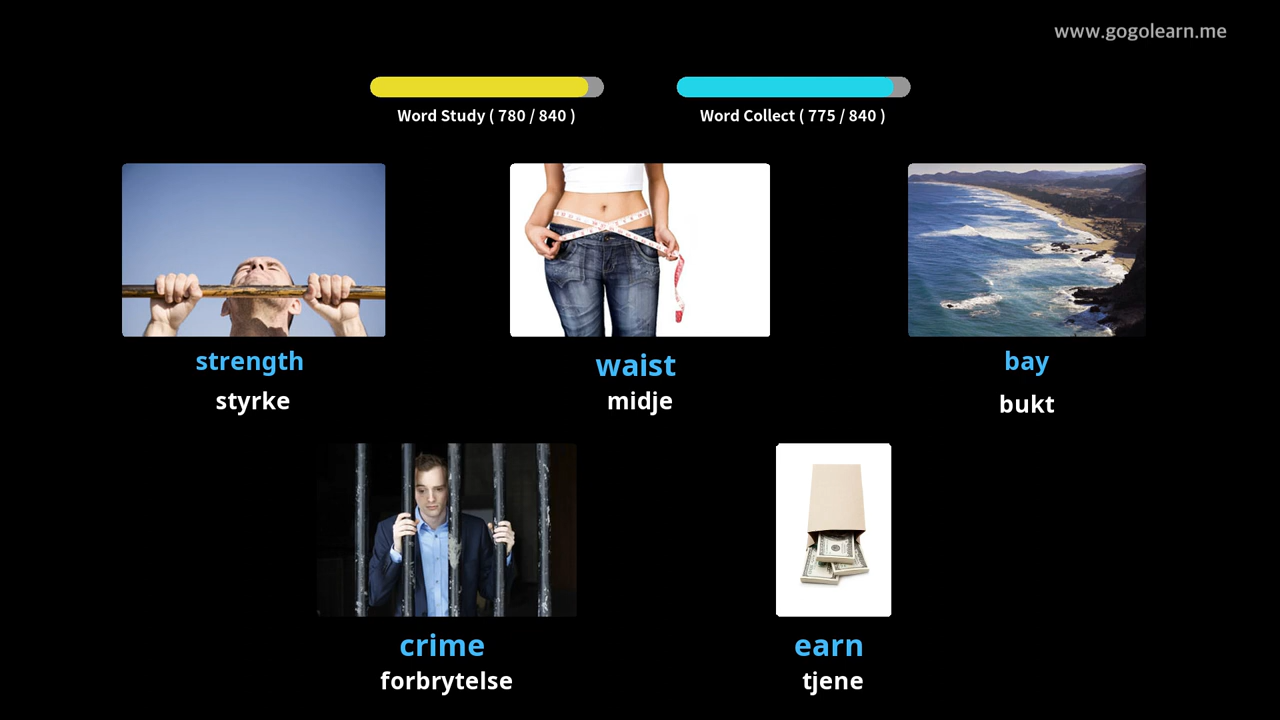 www.gogolearn.me
Word Study ( 780 / 840 )
Word Collect ( 775 / 840 )
strength
styrke
waist
midje
bay
bukt
crime
forbrytelse
earn
tjene